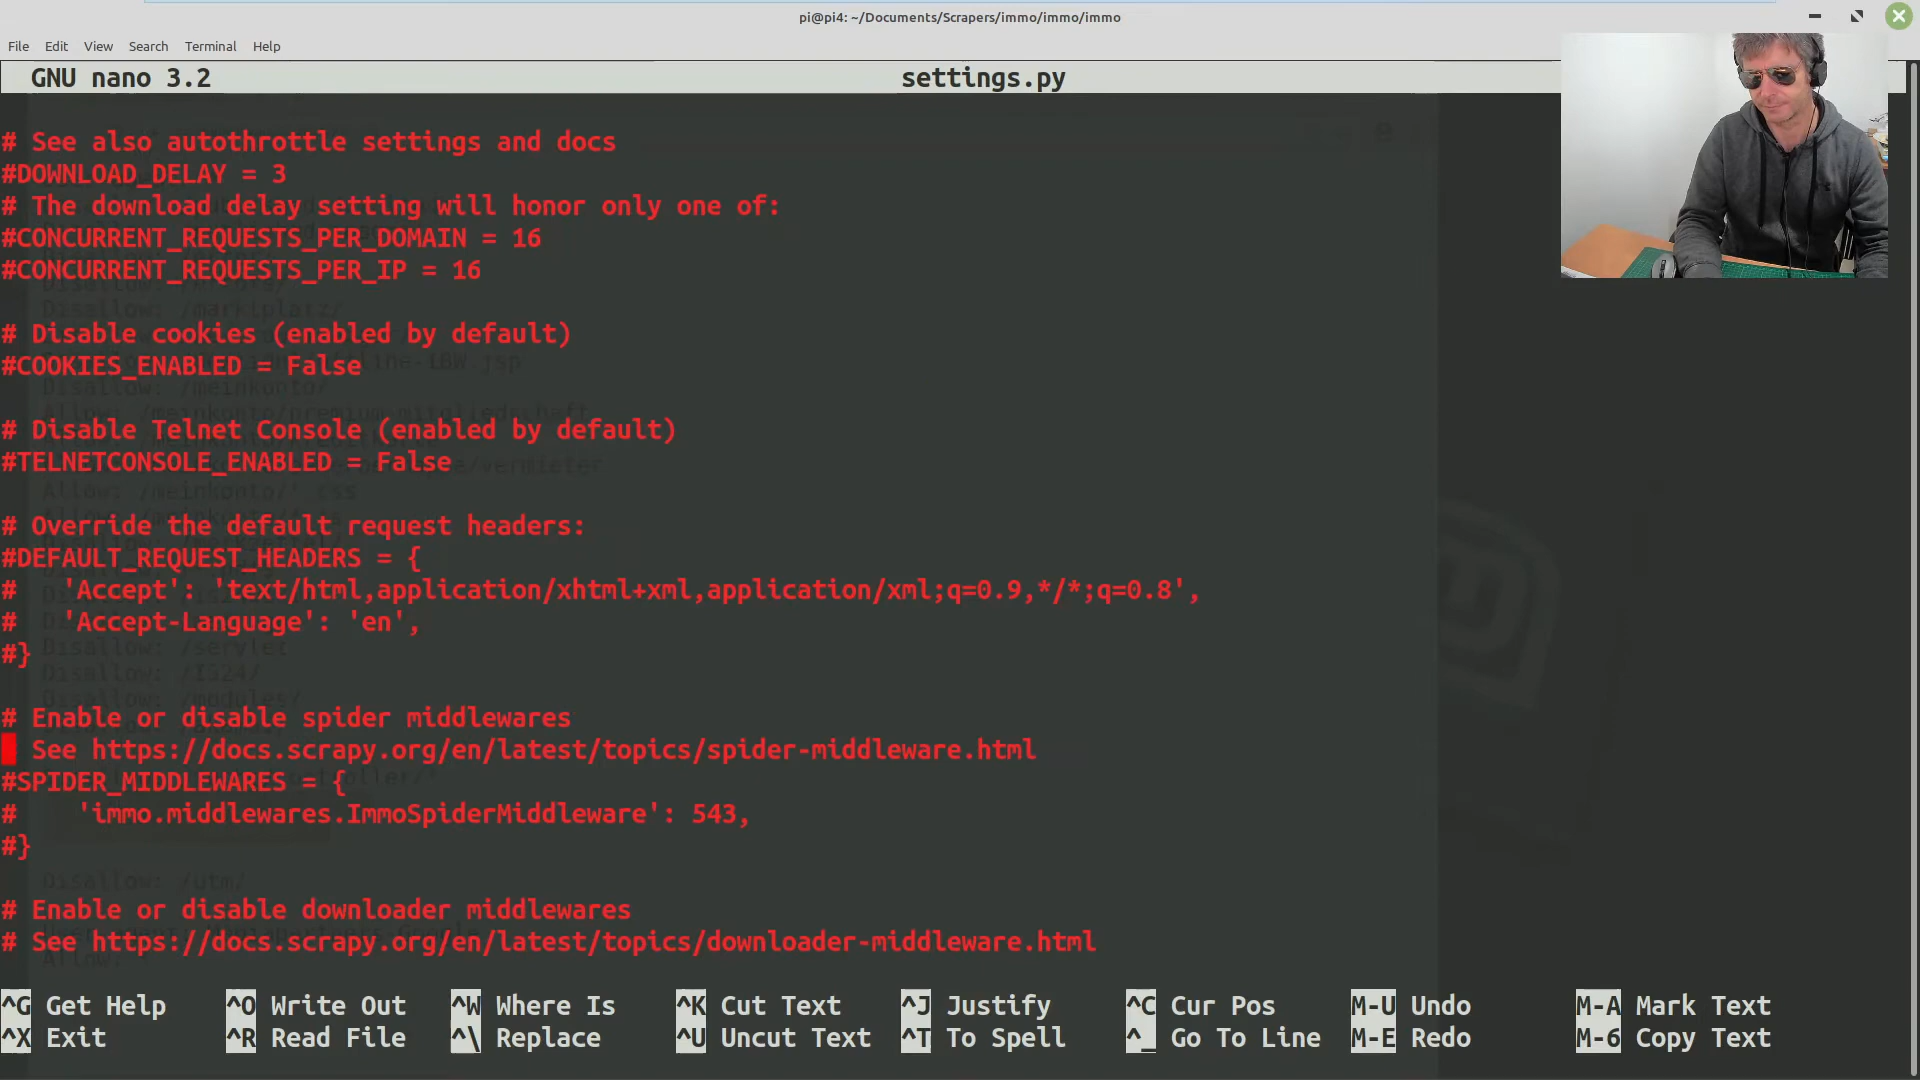 pi@pi4: ~/Documents/Scrapers/immo/immo/immo
File Edit View Search Terminal Help
GNU nano 3.2 settings.py
# See also autothrottle settings and docs
#DOWNLOAD_DELAY = 3
# The download delay setting will honor only one of:
#CONCURRENT_REQUESTS_PER_DOMAIN = 16
#CONCURRENT_REQUESTS_PER_IP = 16
# Disable cookies (enabled by default)
#COOKIES_ENABLED = False
# Disable Telnet Console (enabled by default)
#TELNETCONSOLE_ENABLED = False
# Override the default request headers:
#DEFAULT_REQUEST_HEADERS = {
#   'Accept': 'text/html,application/xhtml+xml,application/xml;q=0.9,*/*;q=0.8',
#   'Accept-Language': 'en',
#}
# Enable or disable spider middlewares
See https://docs.scrapy.org/en/latest/topics/spider-middleware.html
#SPIDER_MIDDLEWARES = {
#    'immo.middlewares.ImmoSpiderMiddleware': 543,
#}
Disallow: /utm/
# Enable or disable downloader middlewares
# See https://docs.scrapy.org/en/latest/topics/downloader-middleware.html
^G Get Help ^O Write Out ^W Where Is ^K Cut Text ^J Justify ^C Cur Pos M-U Undo M-A Mark Text
^X Exit ^R Read File ^\ Replace ^U Uncut Text ^T To Spell ^_ Go To Line M-E Redo M-6 Copy Text